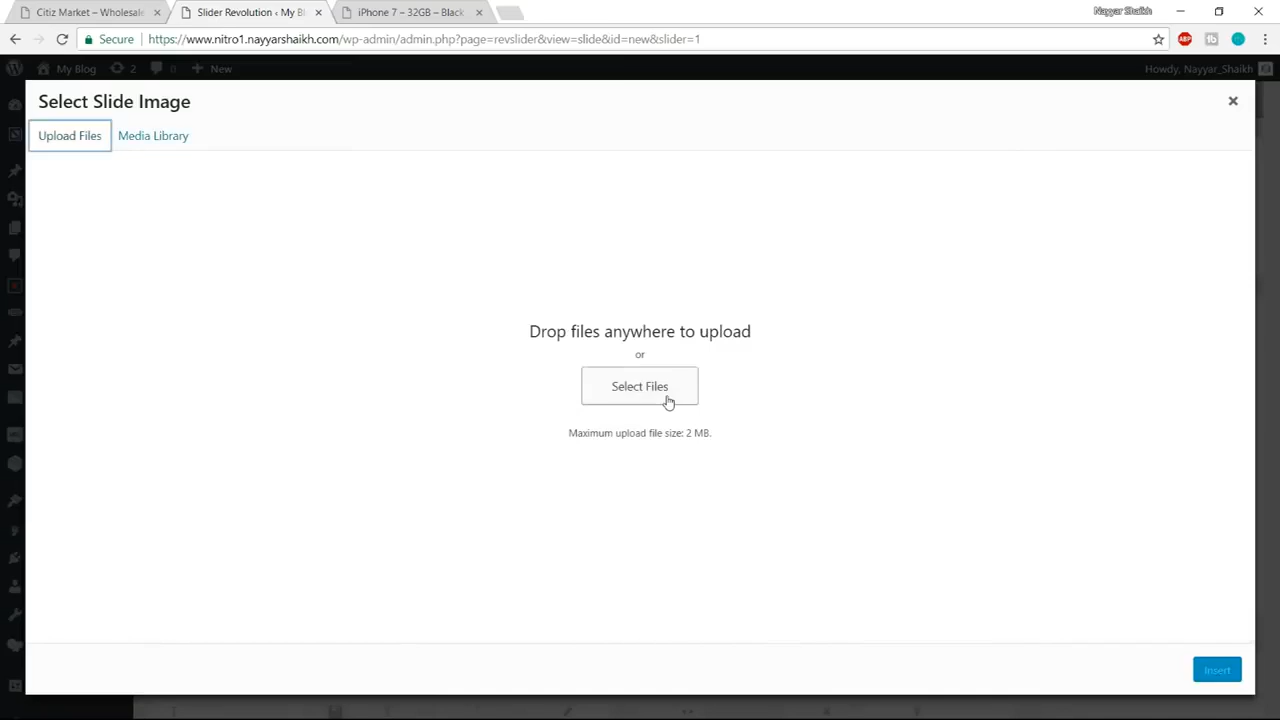 Citiz Market – Wholesale
Slider Revolution ‹ My Bl
iPhone 7 – 32GB – Black
Nayyar Shaikh
Secure
https://www.nitro1.nayyarshaikh.com/wp-admin/admin.php?page=revslider&view=slide&id=new&slider=1
ABP
My Blog
2
0
New
Howdy, Nayyar_Shaikh
Select Slide Image
Upload Files
Media Library
Drop files anywhere to upload
or
Select Files
Maximum upload file size: 2 MB.
Insert